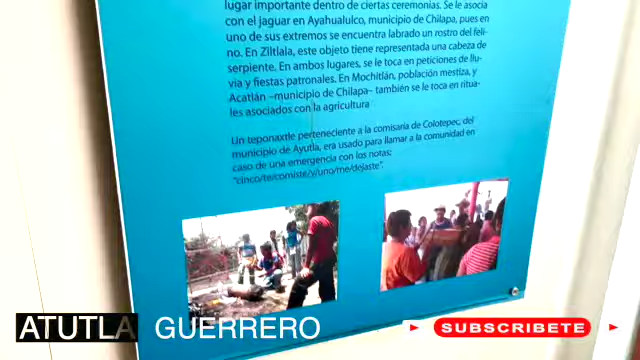 lugar importante dentro de ciertas ceremonias. Se le asocia
con el jaguar en Ayahualulco, municipio de Chilapa, pues en
uno de sus extremos se encuentra labrado un rostro del feli-
no. En Zitlala, este objeto tiene representada una cabeza de
serpiente. En ambos lugares, se le toca en peticiones de llu-
via y fiestas patronales. En Mochitlán, población mestiza, y
Acatlán –municipio de Chilapa– también se le toca en ritua-
les asociados con la agricultura
Un teponaxtle perteneciente a la comisaría de Colotepec, del
municipio de Ayutla, era usado para llamar a la comunidad en
caso de una emergencia con las notas:
"cinco/te/comiste/y/uno/me/dejaste".
ATUTLA GUERRERO
SUBSCRIBETE